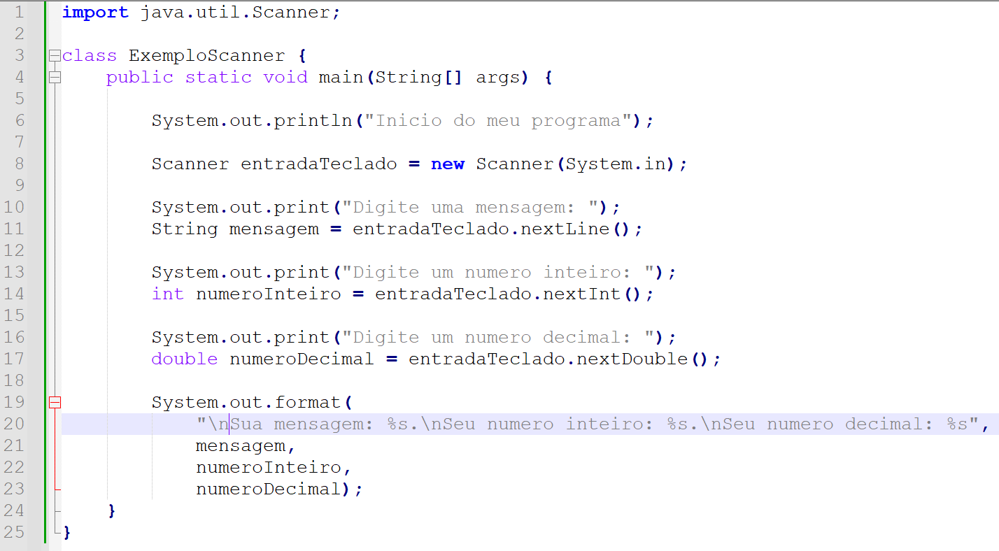 1 import java.util.Scanner;
2
3 class ExemploScanner {
4     public static void main(String[] args) {
5
6         System.out.println("Inicio do meu programa");
7
8         Scanner entradaTeclado = new Scanner(System.in);
9
10         System.out.print("Digite uma mensagem: ");
11         String mensagem = entradaTeclado.nextLine();
12
13         System.out.print("Digite um numero inteiro: ");
14         int numeroInteiro = entradaTeclado.nextInt();
15
16         System.out.print("Digite um numero decimal: ");
17         double numeroDecimal = entradaTeclado.nextDouble();
18
19         System.out.format(
20             "\nSua mensagem: %s.\nSeu numero inteiro: %s.\nSeu numero decimal: %s",
21             mensagem,
22             numeroInteiro,
23             numeroDecimal);
24     }
25 }